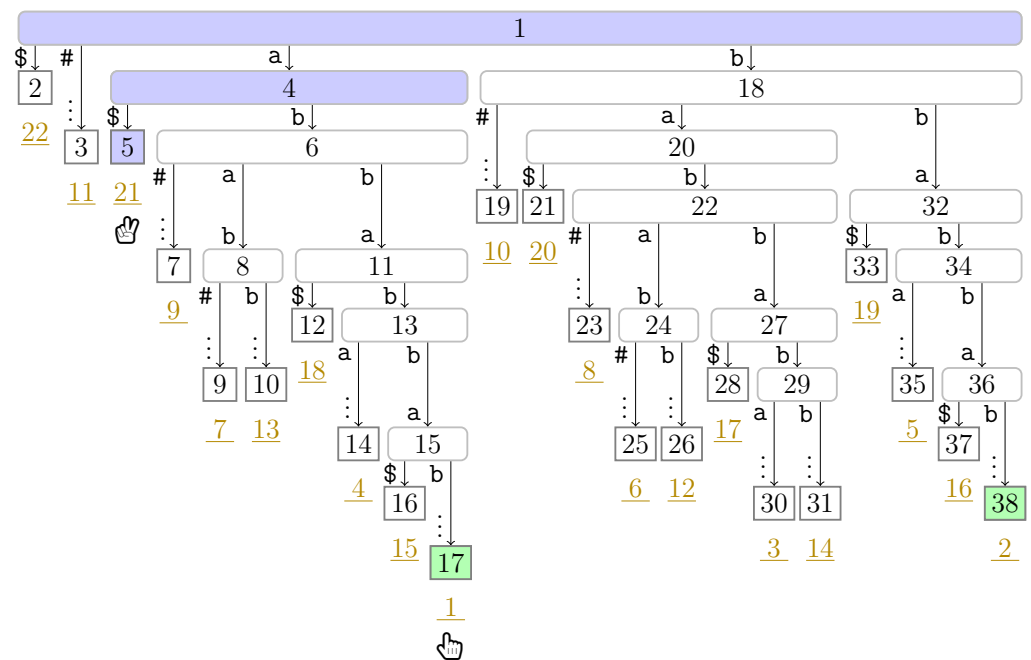 1
$ # a b
2 4 18
22 ⋮ $ b # a b
3 5 6 20
11 21 # a b ⋮ $ b a
19 21 22 32
⋮ b a 10 20 # a b $ b
7 8 11 33 34
9 # b $ b ⋮ b a 19 a b
12 13 23 24 27
⋮ ⋮ 18 a b 8 # b $ b ⋮ a
9 10 28 29 35 36
7 13 ⋮ a ⋮ ⋮ 17 a b 5 $ b
14 15 25 26 37
4 $ b 6 12 ⋮ ⋮ 16 ⋮
16 30 31 38
15 ⋮ 3 14 2
17
1